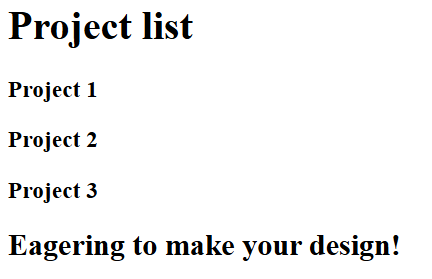 Project list
Project 1
Project 2
Project 3
Eagering to make your design!